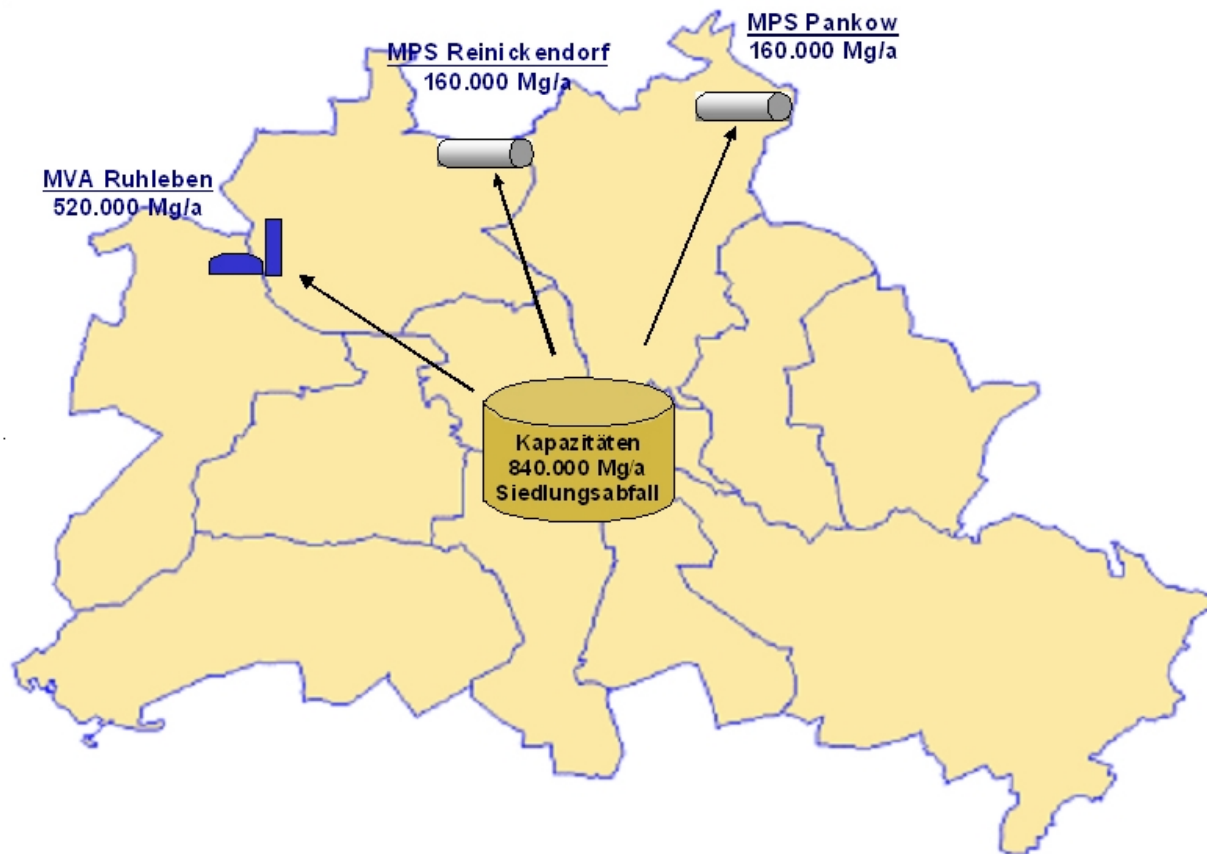 MPS Pankow
160.000 Mg/a
MPS Reinickendorf
160.000 Mg/a
MVA Ruhleben
520.000 Mg/a
Kapazitäten
840.000 Mg/a
Siedlungsabfall